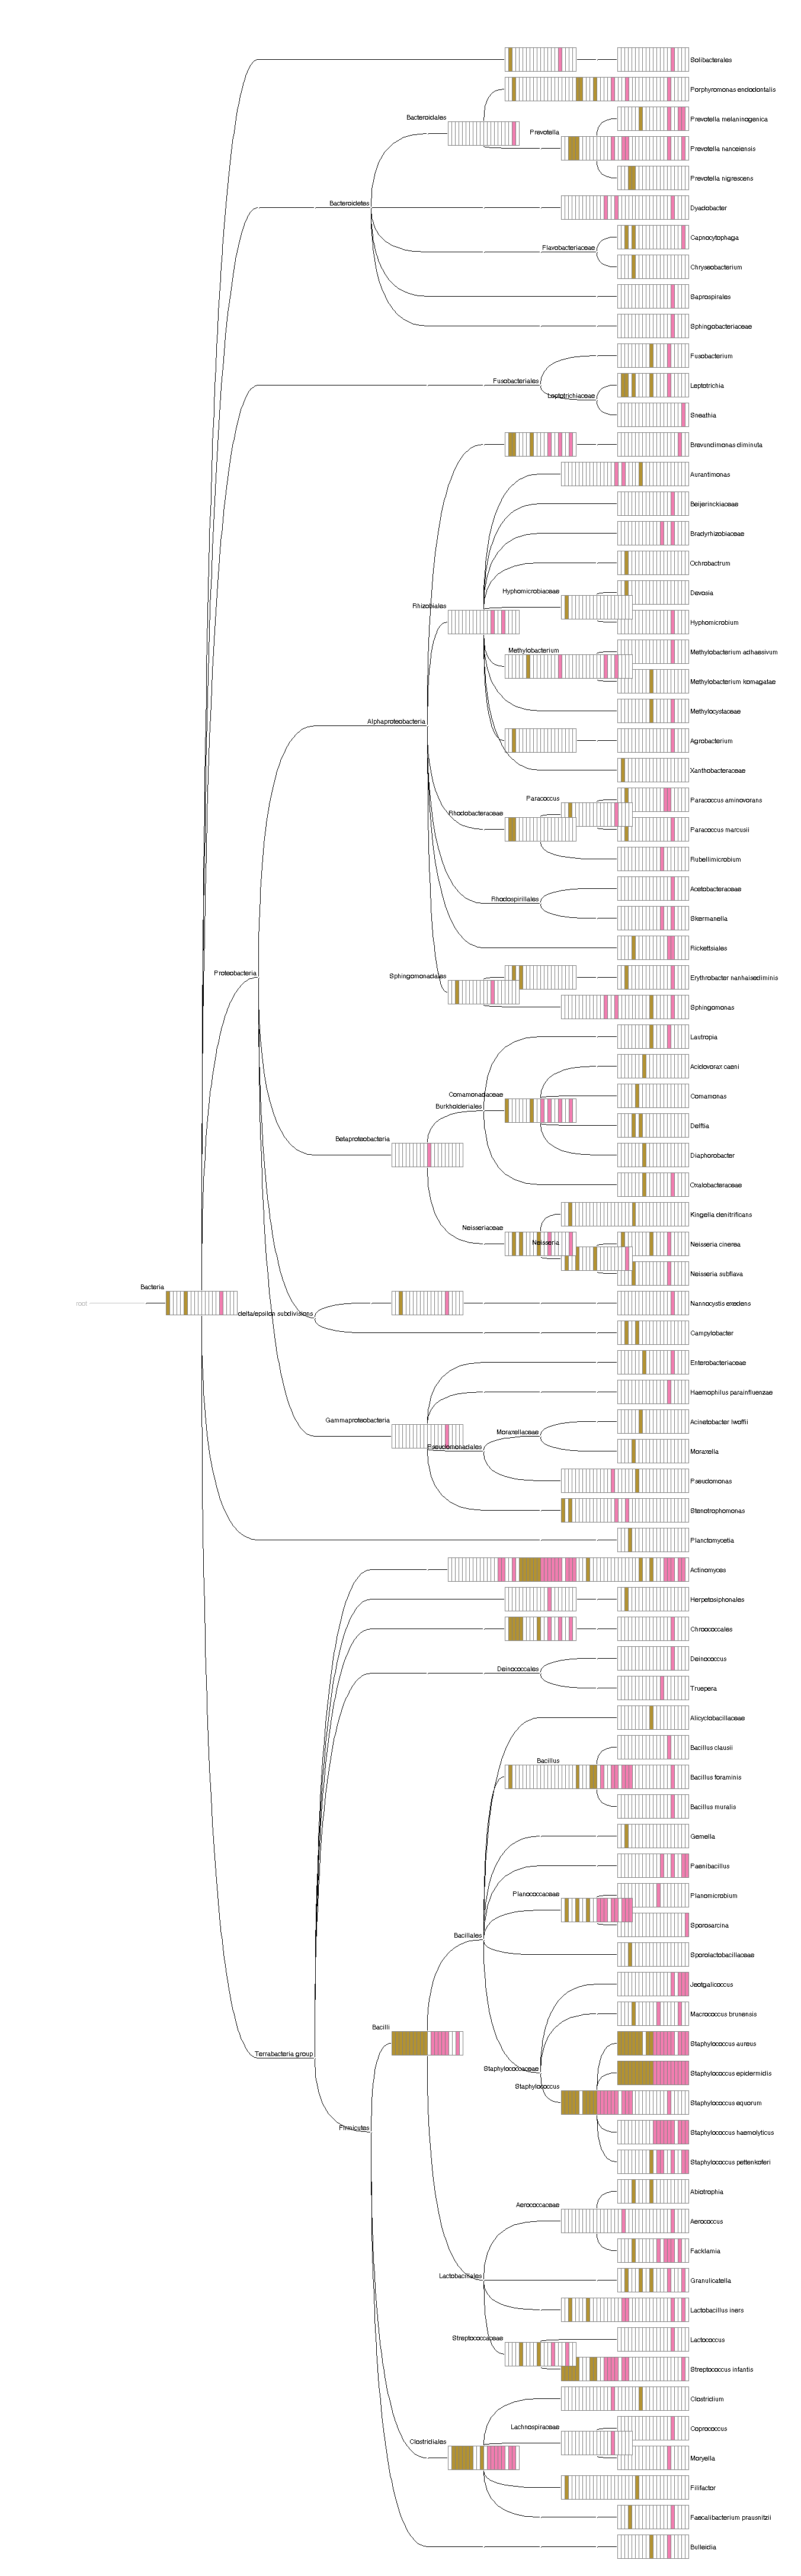 Solibacterales
Porphyromonas endodontalis
Bacteroidales
Prevotella melaninogenica
Prevotella
Prevotella nanceiensis
Prevotella nigrescens
Bacteroidetes
Dyadobacter
Capnocytophaga
Flavobacteriaceae
Chryseobacterium
Saprospirales
Sphingobacteriaceae
Fusobacterium
Fusobacteriales
Leptotrichia
Leptotrichiaceae
Sneathia
Brevundimonas diminuta
Aurantimonas
Beijerinckiaceae
Bradyrhizobiaceae
Ochrobactrum
Hyphomicrobiaceae
Devosia
Rhizobiales
Hyphomicrobium
Methylobacterium
Methylobacterium adhaesivum
Methylobacterium komagatae
Methylocystaceae
Alphaproteobacteria
Agrobacterium
Xanthobacteraceae
Paracoccus
Paracoccus aminovorans
Rhodobacteraceae
Paracoccus marcusii
Rubellimicrobium
Acetobacteraceae
Rhodospirillales
Skermanella
Rickettsiales
Proteobacteria
Sphingomonadales
Erythrobacter nanhaisediminis
Sphingomonas
Lautropia
Acidovorax caeni
Comamonadaceae
Comamonas
Burkholderiales
Delftia
Betaproteobacteria
Diaphorobacter
Oxalobacteraceae
Kingella denitrificans
Neisseriaceae
Neisseria
Neisseria cinerea
Neisseria subflava
Bacteria
root
Nannocystis exedens
delta/epsilon subdivisions
Campylobacter
Enterobacteriaceae
Haemophilus parainfluenzae
Gammaproteobacteria
Acinetobacter lwoffii
Moraxellaceae
Pseudomonadales
Moraxella
Pseudomonas
Stenotrophomonas
Planctomycetia
Actinomyces
Herpetosiphonales
Chroococcales
Deinococcus
Deinococcales
Truepera
Alicyclobacillaceae
Bacillus clausii
Bacillus
Bacillus foraminis
Bacillus muralis
Gemella
Paenibacillus
Planococcaceae
Planomicrobium
Sporosarcina
Bacillales
Sporolactobacillaceae
Jeotgalicoccus
Macrococcus brunensis
Bacilli
Staphylococcus aureus
Terrabacteria group
Staphylococcaceae
Staphylococcus epidermidis
Staphylococcus
Staphylococcus equorum
Firmicutes
Staphylococcus haemolyticus
Staphylococcus pettenkoferi
Abiotrophia
Aerococcaceae
Aerococcus
Facklamia
Lactobacillales
Granulicatella
Lactobacillus iners
Streptococcaceae
Lactococcus
Streptococcus infantis
Clostridium
Lachnospiraceae
Coprococcus
Clostridiales
Moryella
Filifactor
Faecalibacterium prausnitzii
Bulleidia